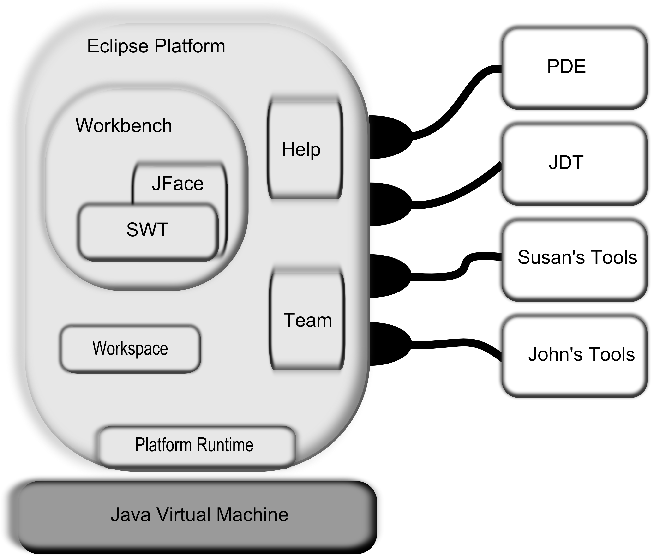 Eclipse Platform
Workbench
JFace
SWT
Help
Team
Workspace
Platform Runtime
Java Virtual Machine
PDE
JDT
Susan's Tools
John's Tools